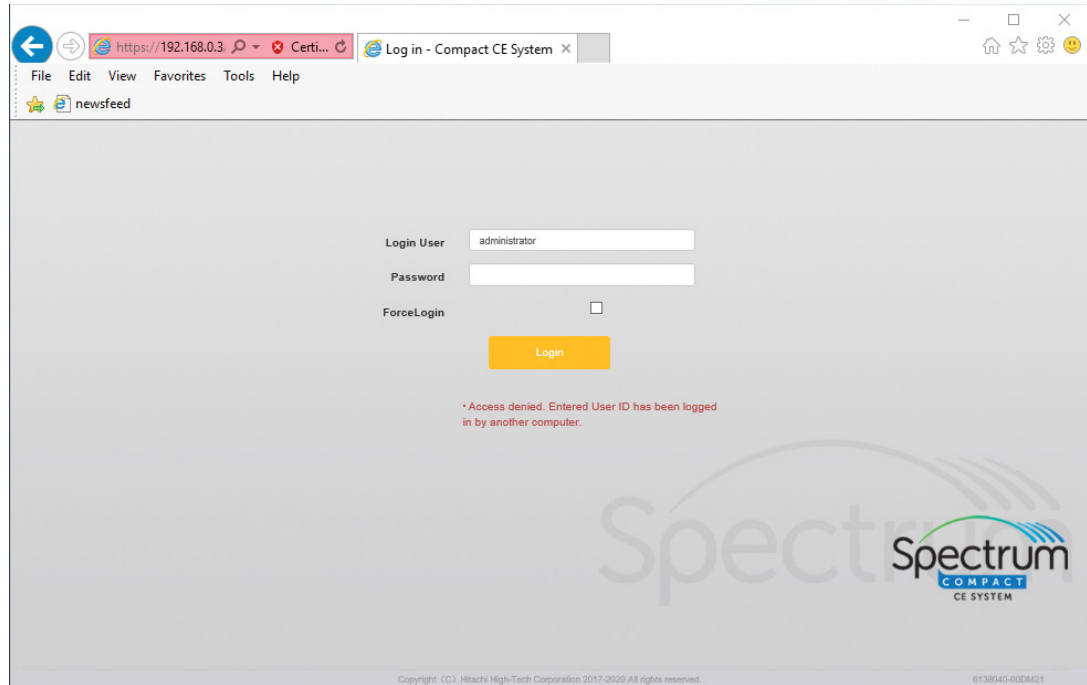 https://192.168.0.3 Certi... Log in - Compact CE System
File Edit View Favorites Tools Help
newsfeed
Login User administrator
Password
ForceLogin
Login
• Access denied. Entered User ID has been logged
in by another computer.
Spectrum
Spectrum
COMPACT
CE SYSTEM
Copyright (C) Hitachi High-Tech Corporation 2017-2020.All rights reserved.
6138040-00DM21